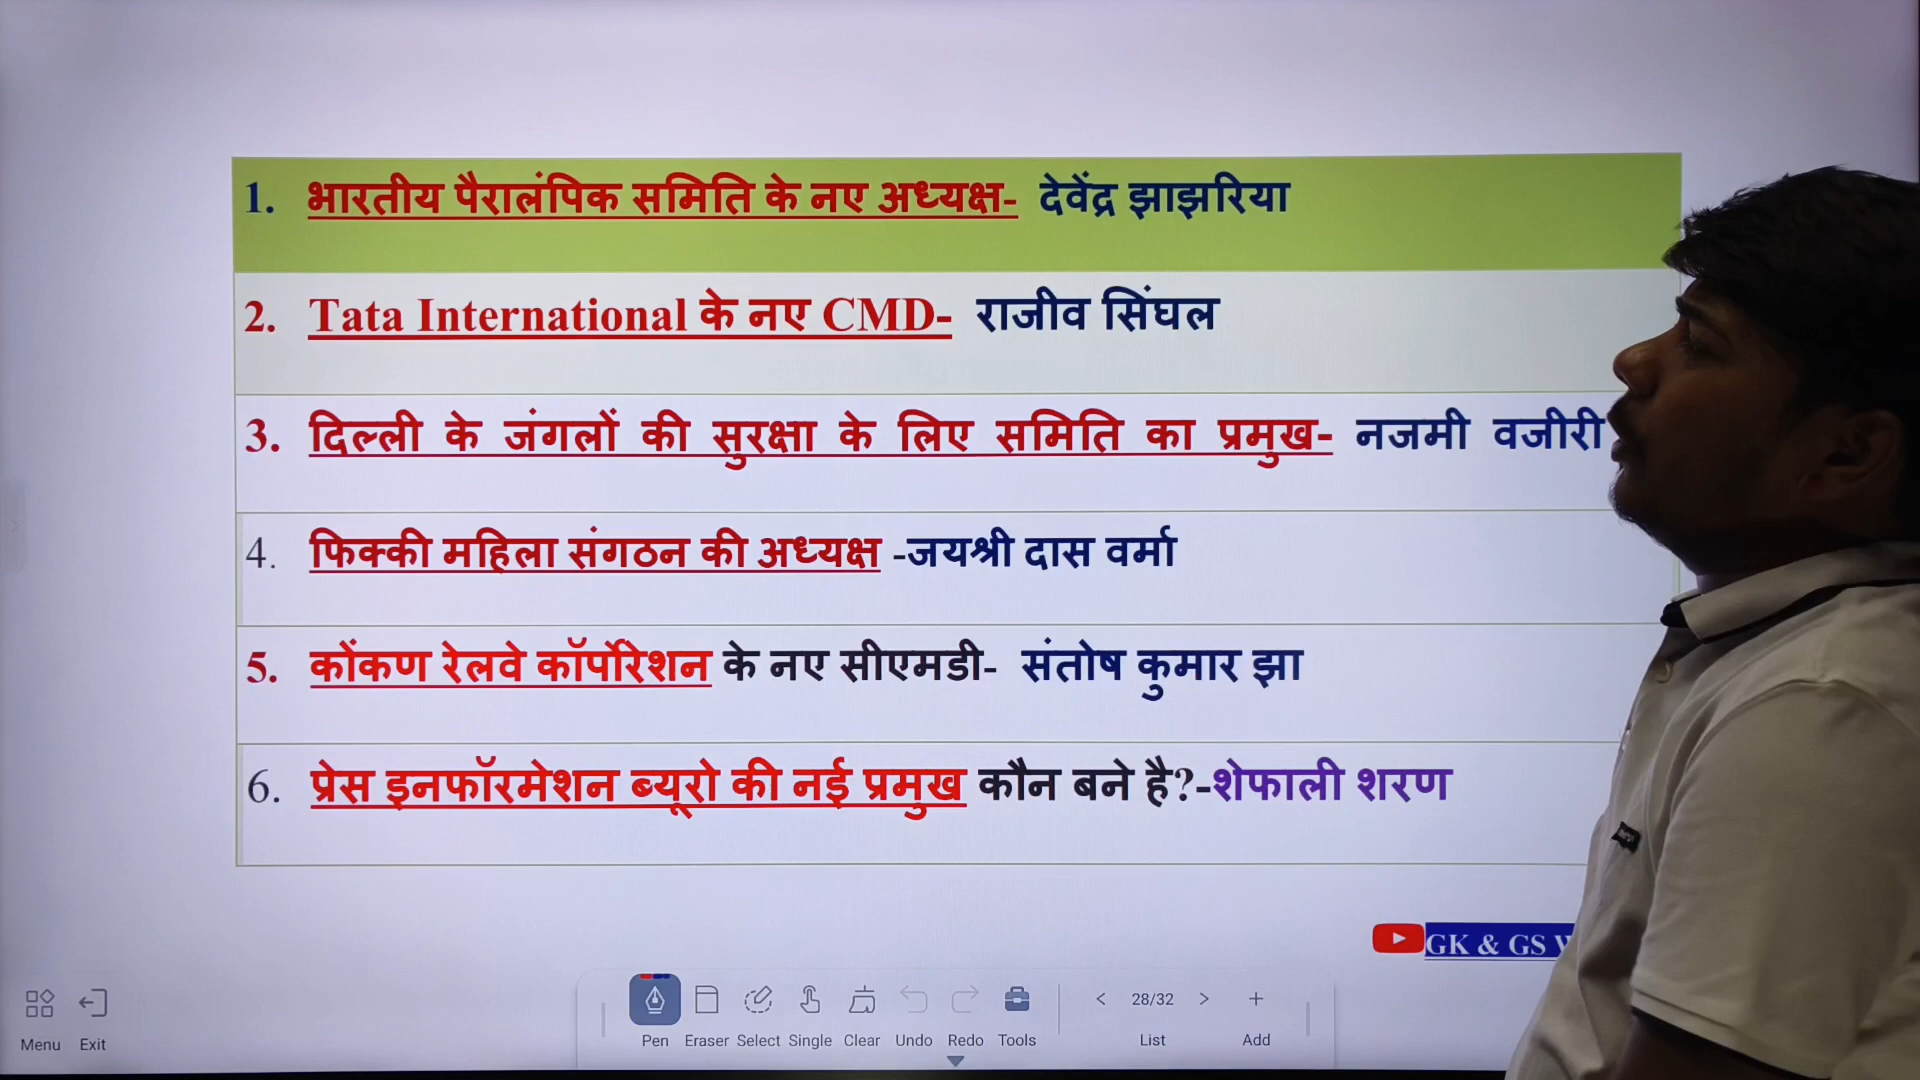 1. भारतीय पैरालंपिक समिति के नए अध्यक्ष- देवेंद्र झाझरिया
2. Tata International के नए CMD- राजीव सिंघल
3. दिल्ली के जंगलों की सुरक्षा के लिए समिति का प्रमुख- नजमी वजीरी
4. फिक्की महिला संगठन की अध्यक्ष -जयश्री दास वर्मा
5. कोंकण रेलवे कॉर्पोरेशन के नए सीएमडी- संतोष कुमार झा
6. प्रेस इनफॉरमेशन ब्यूरो की नई प्रमुख कौन बने है?-शेफाली शरण
GK & GS
28/32
Menu Exit Pen Eraser Select Single Clear Undo Redo Tools List Add